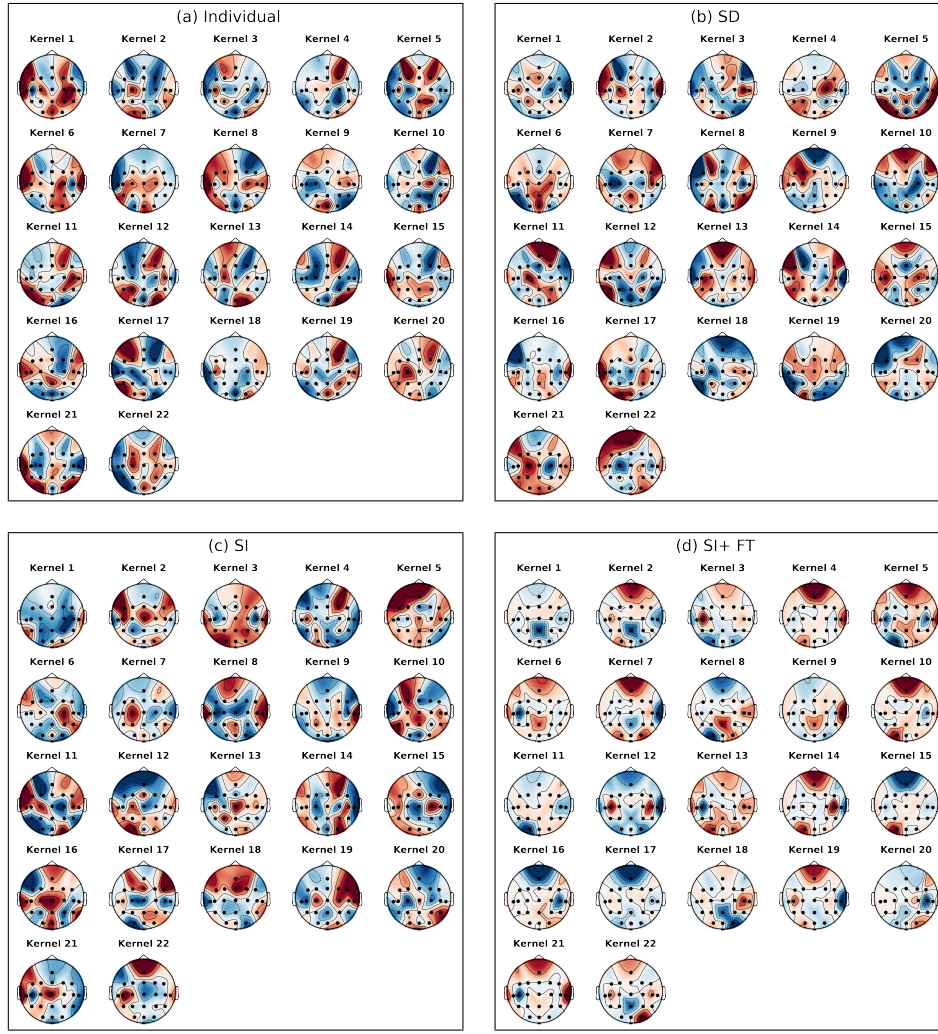 (a) Individual
Kernel 1 Kernel 2 Kernel 3 Kernel 4 Kernel 5
Kernel 6 Kernel 7 Kernel 8 Kernel 9 Kernel 10
Kernel 11 Kernel 12 Kernel 13 Kernel 14 Kernel 15
Kernel 16 Kernel 17 Kernel 18 Kernel 19 Kernel 20
Kernel 21 Kernel 22
(b) SD
Kernel 1 Kernel 2 Kernel 3 Kernel 4 Kernel 5
Kernel 6 Kernel 7 Kernel 8 Kernel 9 Kernel 10
Kernel 11 Kernel 12 Kernel 13 Kernel 14 Kernel 15
Kernel 16 Kernel 17 Kernel 18 Kernel 19 Kernel 20
Kernel 21 Kernel 22
(c) SI
Kernel 1 Kernel 2 Kernel 3 Kernel 4 Kernel 5
Kernel 6 Kernel 7 Kernel 8 Kernel 9 Kernel 10
Kernel 11 Kernel 12 Kernel 13 Kernel 14 Kernel 15
Kernel 16 Kernel 17 Kernel 18 Kernel 19 Kernel 20
Kernel 21 Kernel 22
(d) SI+ FT
Kernel 1 Kernel 2 Kernel 3 Kernel 4 Kernel 5
Kernel 6 Kernel 7 Kernel 8 Kernel 9 Kernel 10
Kernel 11 Kernel 12 Kernel 13 Kernel 14 Kernel 15
Kernel 16 Kernel 17 Kernel 18 Kernel 19 Kernel 20
Kernel 21 Kernel 22